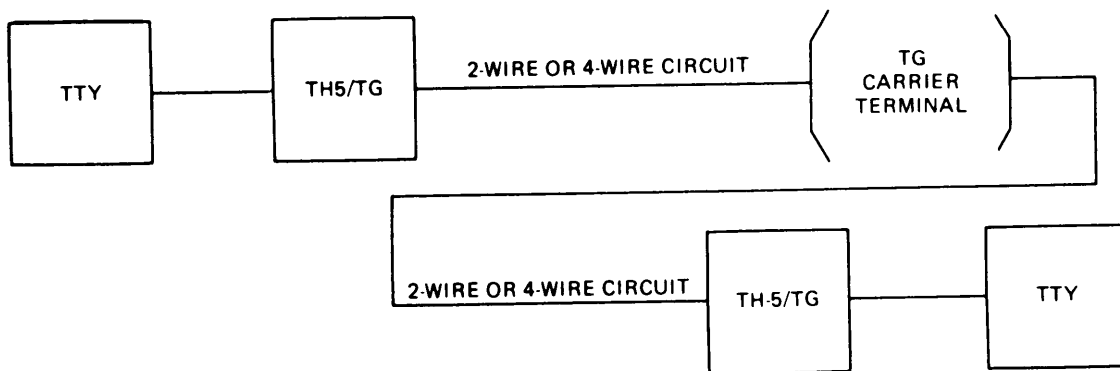 TTY
TH5/TG
2-WIRE OR 4-WIRE CIRCUIT
TG
CARRIER
TERMINAL
2-WIRE OR 4-WIRE CIRCUIT
TH-5/TG
TTY